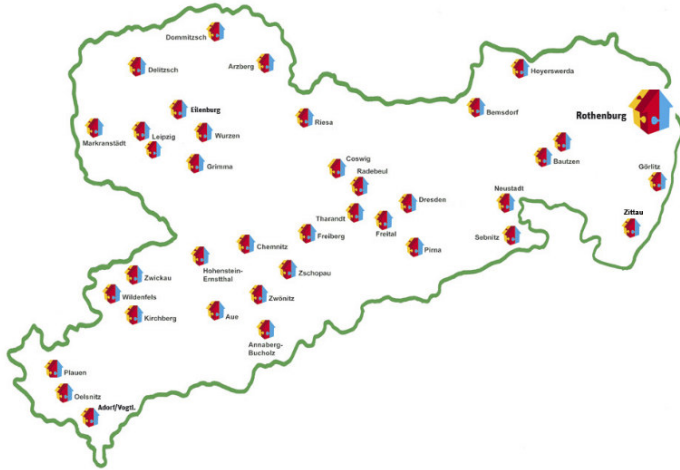 Dommitzsch
Delitzsch
Arzberg
Hoyerswerda
Eilenburg
Bernsdorf
Rothenburg
Riesa
Markranstädt
Leipzig
Wurzen
Grimma
Coswig
Radebeul
Bautzen
Görlitz
Neustadt
Dresden
Tharandt
Freital
Zittau
Freiberg
Sebnitz
Chemnitz
Pirna
Hohenstein-
Ernstthal
Zschopau
Zwickau
Wildenfels
Zwönitz
Kirchberg
Aue
Annaberg-
Bucholz
Plauen
Oelsnitz
Adorf/Vogtl.